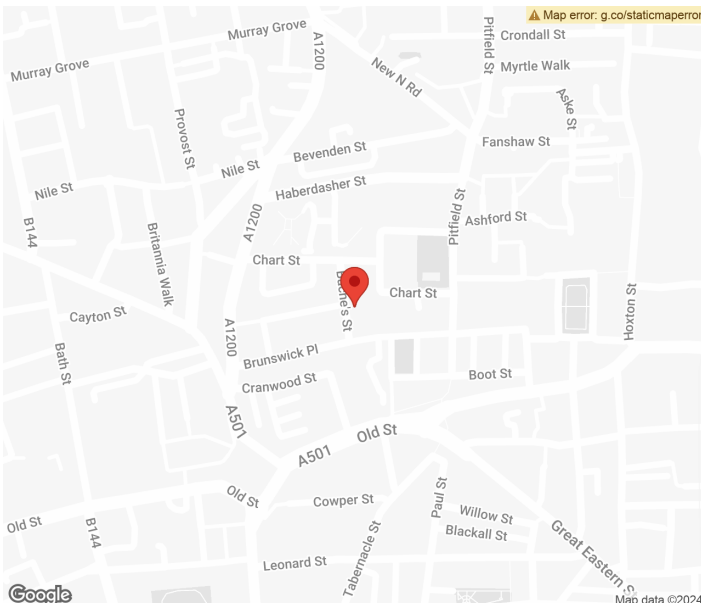 Map error: g.co/staticmaperror
Murray Grove
A1200
Pitfield St
Crondall St
Murray Grove
New N Rd
Myrtle Walk
Aske St
Provost St
Bevenden St
Fanshaw St
Nile St
Nile St
Haberdasher St
B144
Britannia Walk
A1200
Pitfield St
Ashford St
Chart St
Bache's St
Chart St
Hoxton St
Cayton St
A1200
Bath St
Brunswick Pl
Cranwood St
Boot St
A501
Old St
A501
Old St
Cowper St
Paul St
Willow St
Old St
B144
Blackall St
Tabernacle St
Great Eastern S
Leonard St
Google
Map data ©2024